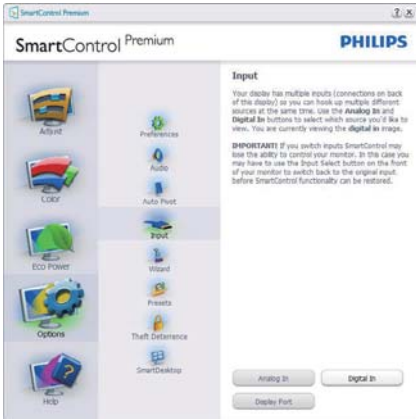 SmartControl Premium
SmartControl Premium
PHILIPS
Adjust
Color
Eco Power
Options
Help
Preferences
Audio
Auto Pivot
Input
Wizard
Presets
Theft Deterrence
SmartDesktop
Input
Your display has multiple inputs (connections on back
of this display) so you can hook up multiple different
sources at the same time. Use the Analog In and
Digital In buttons to select which source you'd like to
view. You are currently viewing the digital in image.
IMPORTANT! If you switch inputs SmartControl may
lose the ability to control your monitor. In this case you
may have to use the Input Select button on the front
of your monitor to switch back to the original input
before SmartControl functionality can be restored.
Analog In
Digital In
Display Port